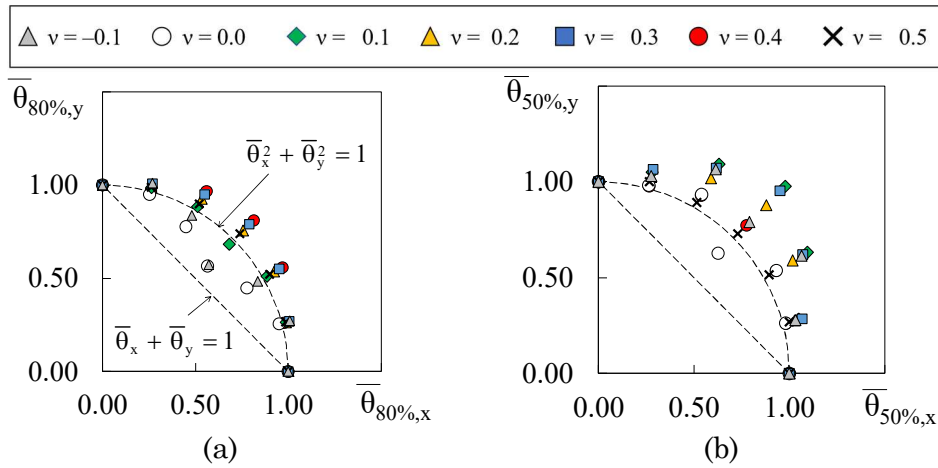 ν = –0.1 ν = 0.0 ν = 0.1 ν = 0.2 ν = 0.3 ν = 0.4 ν = 0.5
θ̅80%,y
1.00
0.50
0.00
θ̅x² + θ̅y² = 1
θ̅x + θ̅y = 1
0.00 0.50 1.00 θ̅80%,x
(a)
θ̅50%,y
1.00
0.50
0.00
0.00 0.50 1.00 θ̅50%,x
(b)